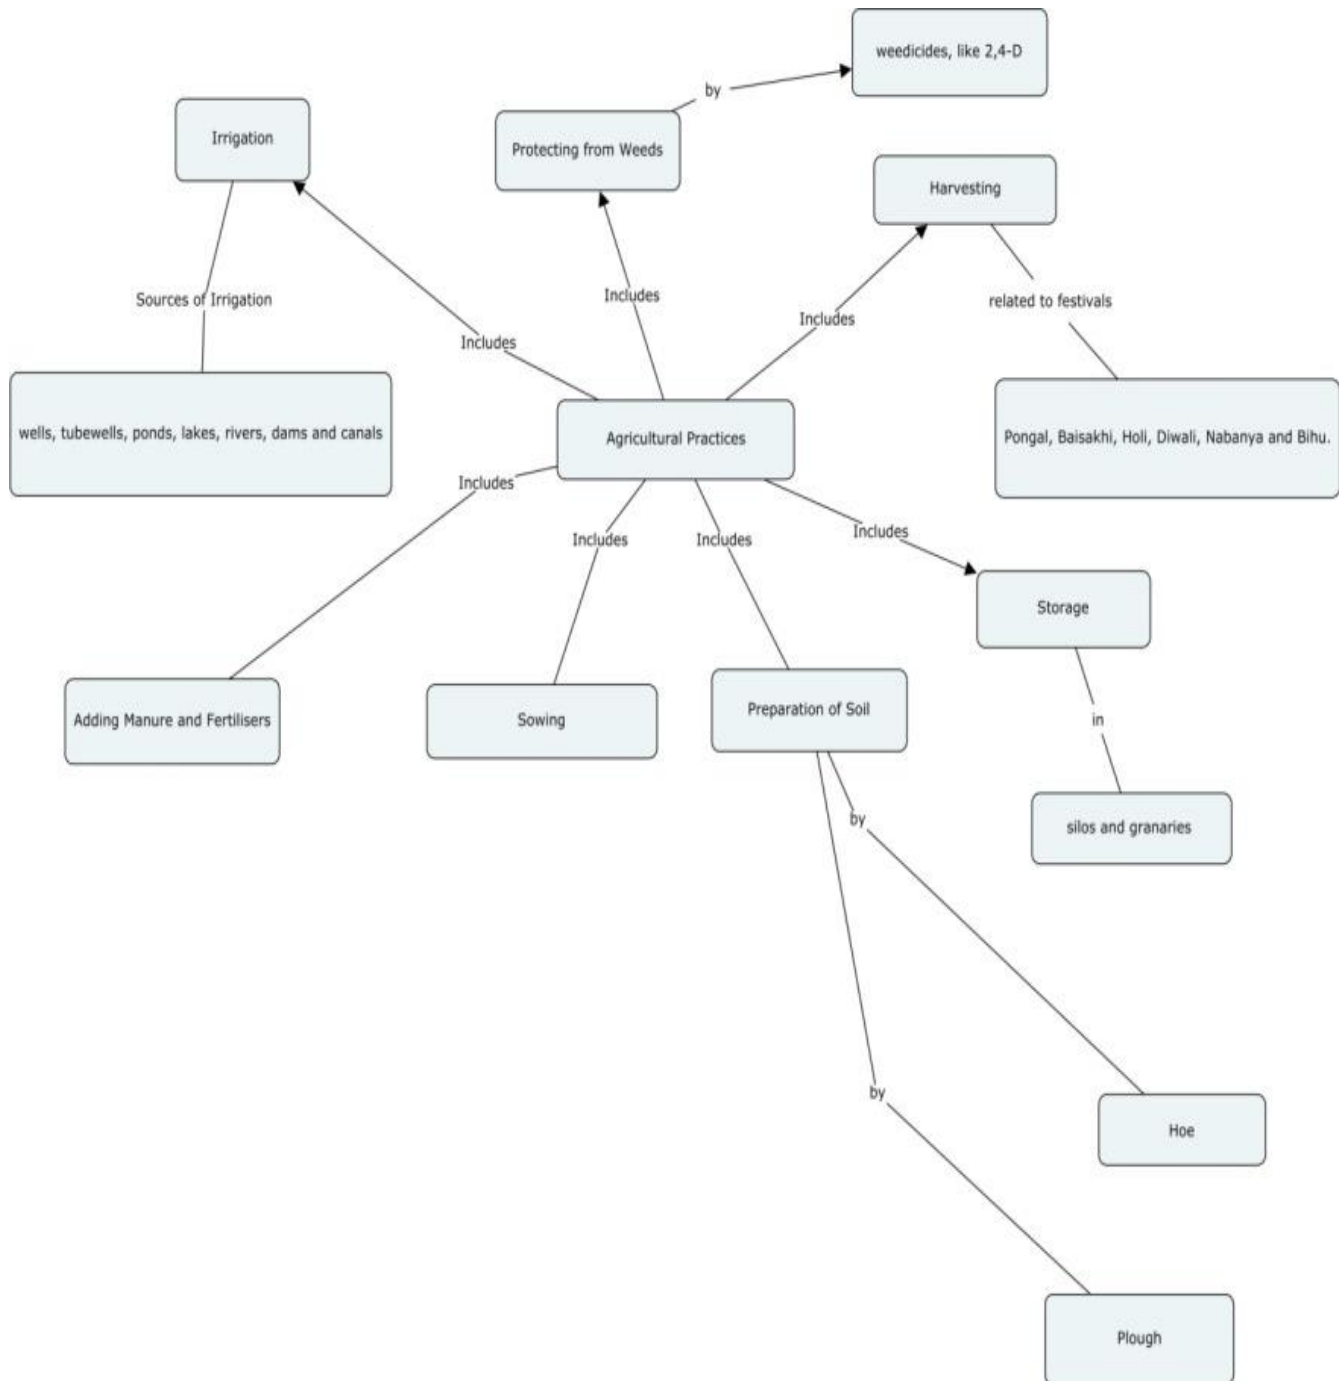 weedicides, like 2,4-D
by
Irrigation
Protecting from Weeds
Harvesting
Sources of Irrigation
Includes
related to festivals
Includes
Includes
wells, tubewells, ponds, lakes, rivers, dams and canals
Agricultural Practices
Pongal, Baisakhi, Holi, Diwali, Nabanya and Bihu.
Includes
Includes
Includes
Includes
Storage
Adding Manure and Fertilisers
Sowing
Preparation of Soil
in
by
silos and granaries
by
Hoe
Plough